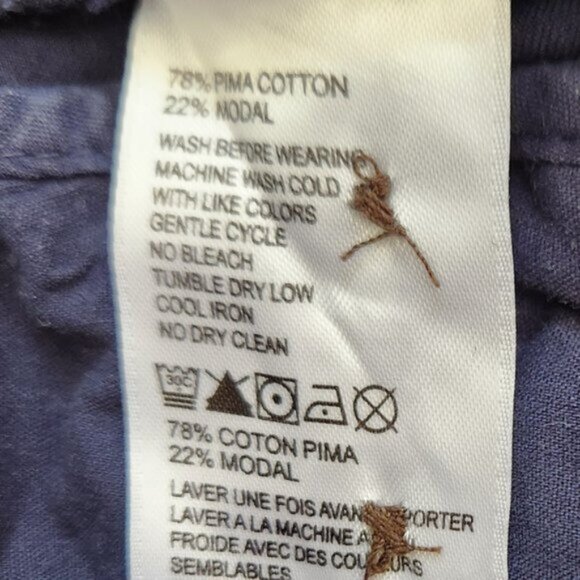 78% PIMA COTTON
22% MODAL
WASH BEFORE WEARING
MACHINE WASH COLD
WITH LIKE COLORS
GENTLE CYCLE
NO BLEACH
TUMBLE DRY LOW
COOL IRON
NO DRY CLEAN
30C
78% COTON PIMA
22% MODAL
LAVER UNE FOIS
LAVER A LA MACHINE
FROIDE AVEC DES COULEURS
SEMBLABLES